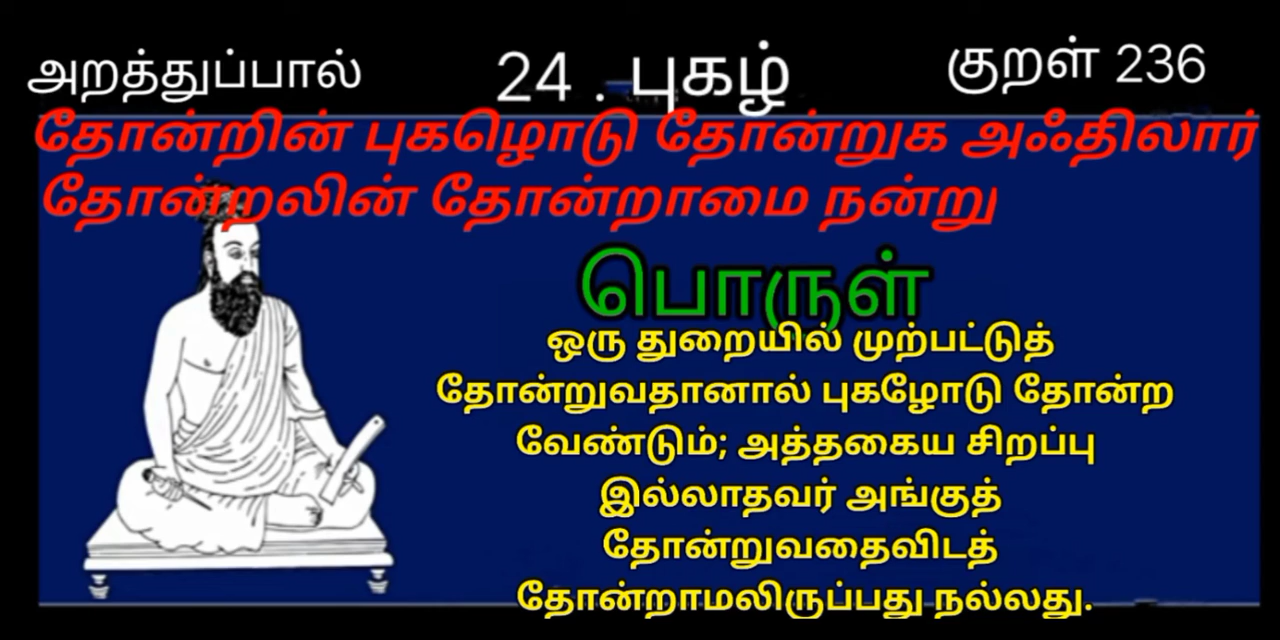 அறத்துப்பால் 24 . புகழ் குறள் 236
தோன்றின் புகழொடு தோன்றுக அஃதிலார்
தோன்றலின் தோன்றாமை நன்று
பொருள்
ஒரு துறையில் முற்பட்டுத்
தோன்றுவதானால் புகழோடு தோன்ற
வேண்டும்; அத்தகைய சிறப்பு
இல்லாதவர் அங்குத்
தோன்றுவதைவிடத்
தோன்றாமலிருப்பது நல்லது.